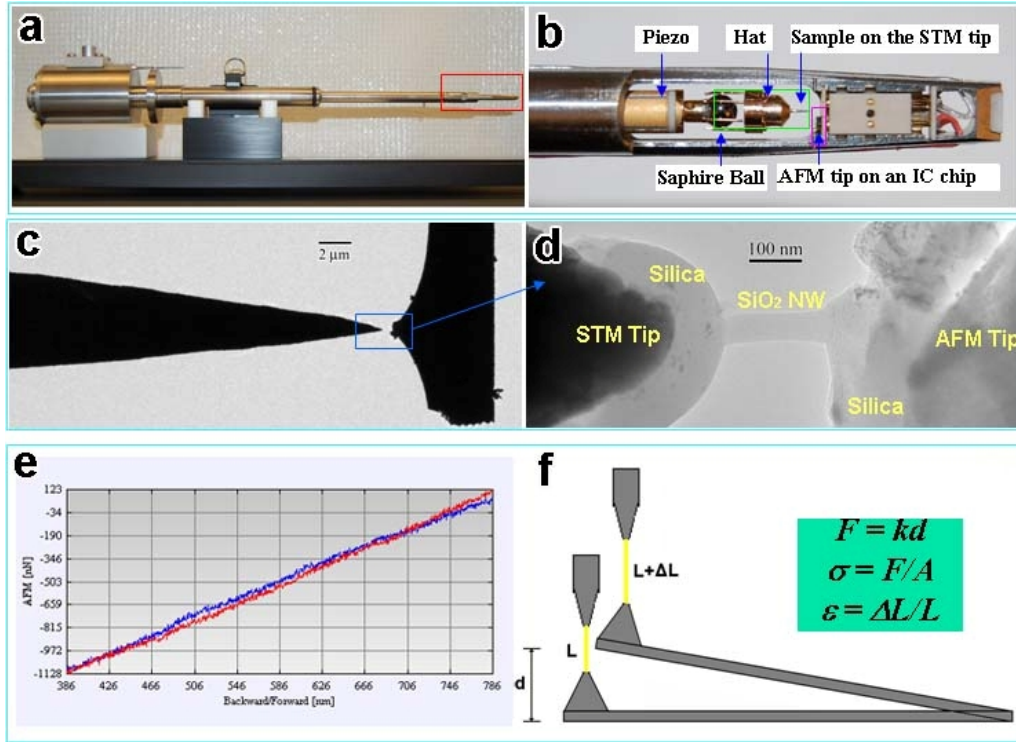 a
b
Piezo
Hat
Sample on the STM tip
Saphire Ball
AFM tip on an IC chip
c
2 μm
d
100 nm
Silica
SiO₂ NW
STM Tip
AFM Tip
Silica
e
123
-34
-190
-346
-503
-659
-815
-972
-1128
AFM [nN]
386 426 466 506 546 586 626 666 706 746 786
Backward/Forward [nm]
f
L+ΔL
L
d
F = kd
σ = F/A
ε = ΔL/L